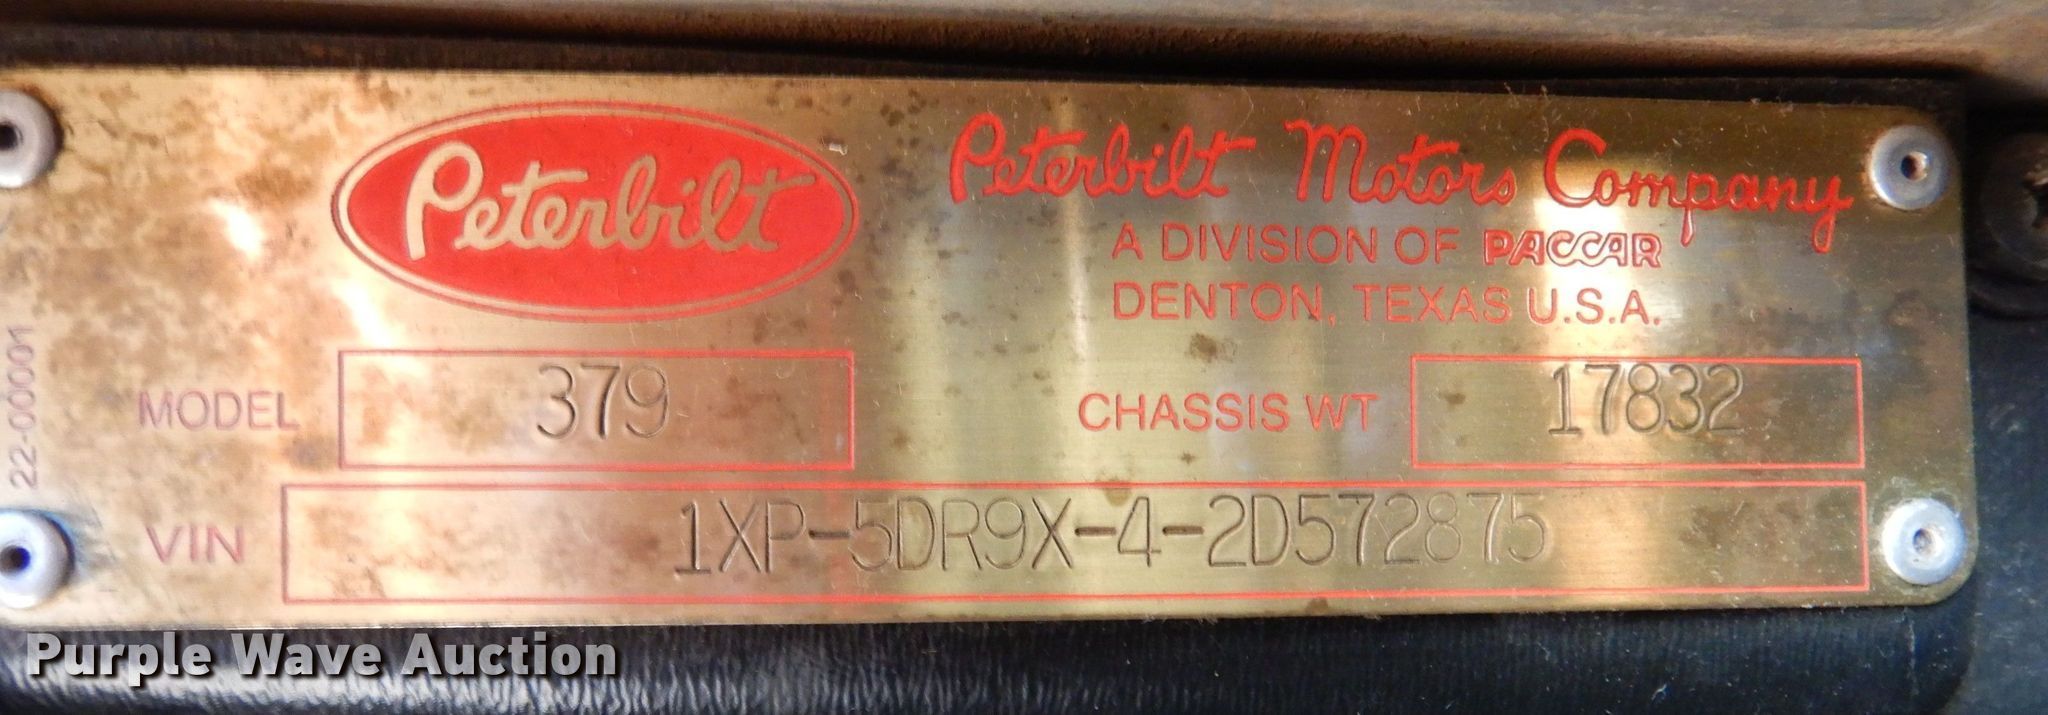 Peterbilt
Peterbilt Motors Company
A DIVISION OF PACCAR
DENTON, TEXAS U.S.A.
22-000001
MODEL 379
CHASSIS WT 17832
VIN 1XP-5DR9X-4-2D572875
Purple Wave Auction